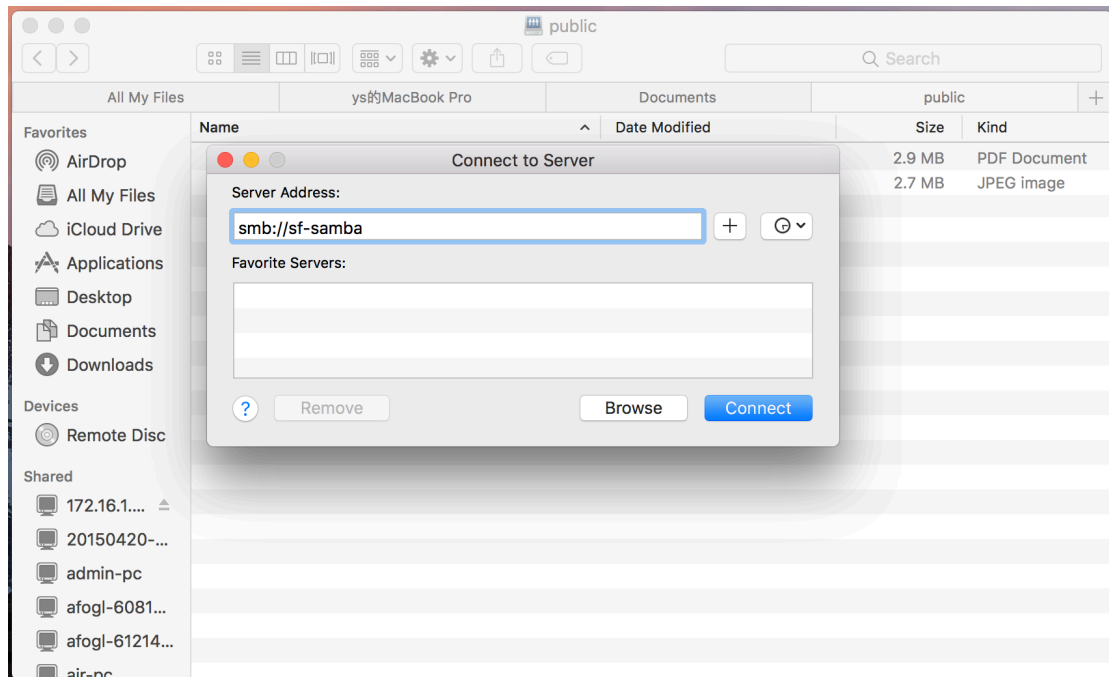 public
Search
All My Files
ys的MacBook Pro
Documents
public
Favorites
Name
Date Modified
Size
Kind
AirDrop
2.9 MB
PDF Document
All My Files
2.7 MB
JPEG image
iCloud Drive
Applications
Desktop
Documents
Downloads
Devices
Remote Disc
Shared
172.16.1....
20150420-...
admin-pc
afogl-6081...
afogl-61214...
air-pc
Connect to Server
Server Address:
smb://sf-samba
Favorite Servers:
?
Remove
Browse
Connect